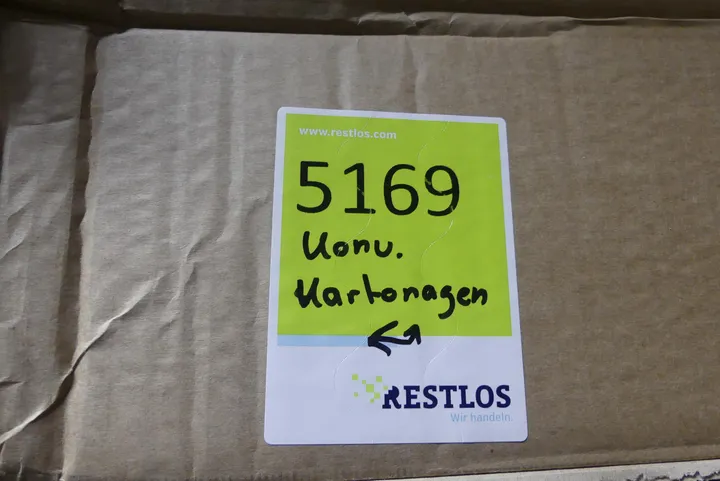 www.restlos.com
5169
Konv.
Kartonagen
RESTLOS
Wir handeln.